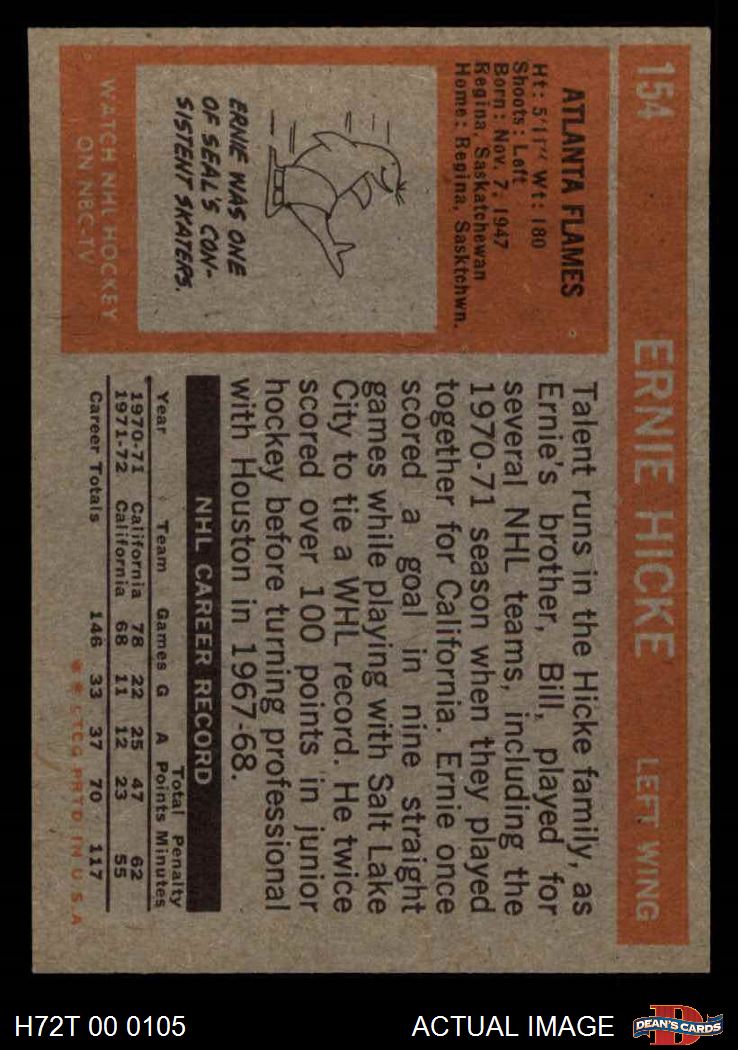 154 ERNIE HICKE LEFT WING
ATLANTA FLAMES
Ht: 5'11" Wt: 180
Shoots: Left
Born: Nov. 7, 1947
Regina, Saskatchewan
Home: Regina, Sasktchwn.
ERNIE WAS ONE
OF SEAL'S CON-
SISTENT SKATERS.
WATCH NHL HOCKEY
ON NBC-TV
Talent runs in the Hicke family, as
Ernie's brother, Bill, played for
several NHL teams, including the
1970-71 season when they played
together for California. Ernie once
scored a goal in nine straight
games while playing with Salt Lake
City to tie a WHL record. He twice
scored over 100 points in junior
hockey before turning professional
with Houston in 1967-68.
NHL CAREER RECORD
Total Penalty
Year Team Games G A Points Minutes
1970-71 California 78 22 25 47 62
1971-72 California 68 11 12 23 55
Career Totals 146 33 37 70 117
* * ©T.C.G. PRTD. IN U.S.A.
H72T 00 0105 ACTUAL IMAGE DEAN'S CARDS